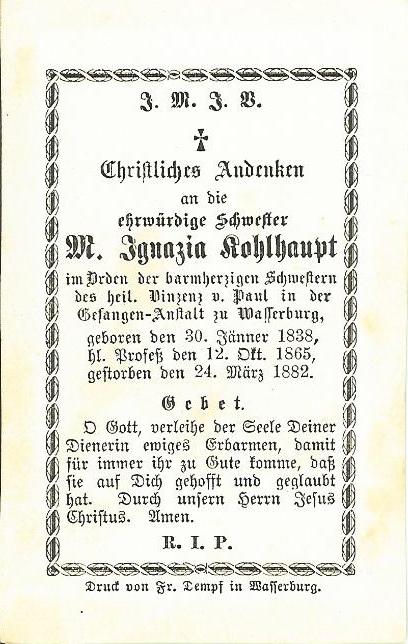 J. M. J. V.
✝
Christliches Andenken
an die
ehrwürdige Schwester
M. Ignazia Kohlhaupt
im Orden der barmherzigen Schwestern
des heil. Vinzenz v. Paul in der
Gefangen-Anstalt zu Wasserburg,
geboren den 30. Jänner 1838,
hl. Profeß den 12. Okt. 1865,
gestorben den 24. März 1882.
Gebet.
O Gott, verleihe der Seele Deiner
Dienerin ewiges Erbarmen, damit
für immer ihr zu Gute komme, daß
sie auf Dich gehofft und geglaubt
hat. Durch unsern Herrn Jesus
Christus. Amen.
R. I. P.
Druck von Fr. Dempf in Wasserburg.